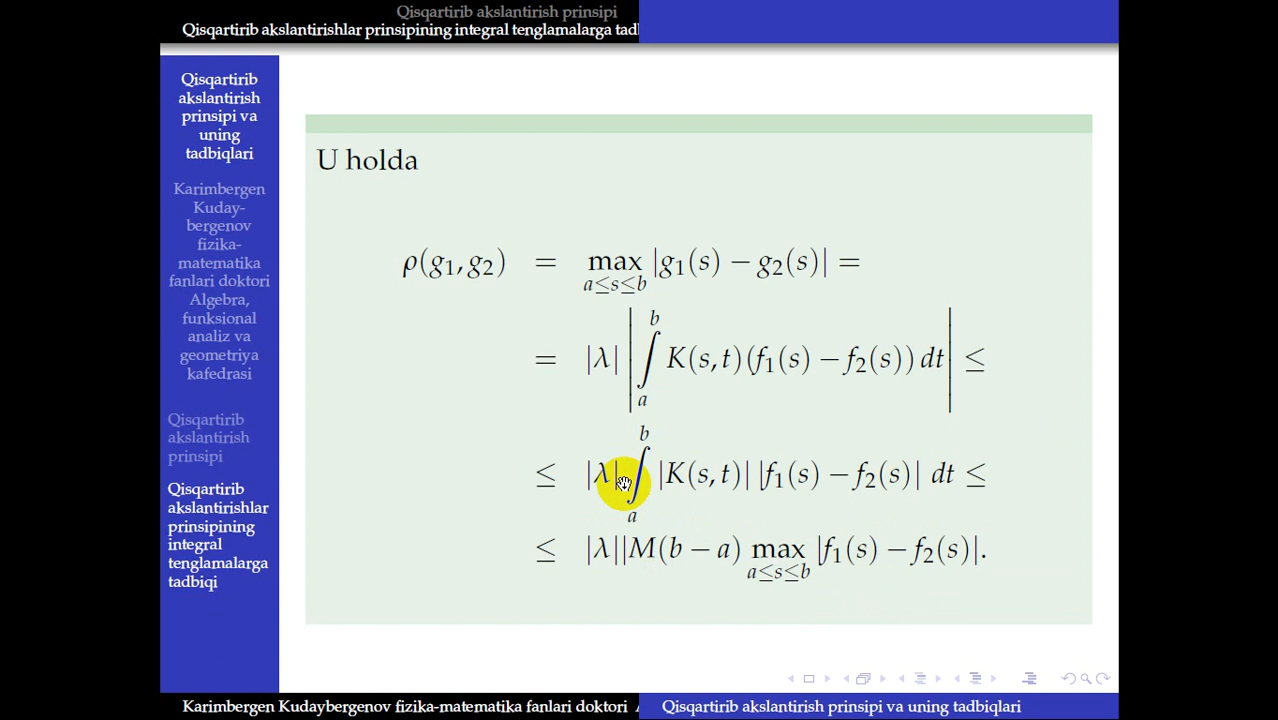 Qisqartirib akslantirish prinsipi
Qisqartirib akslantirishlar prinsipining integral tenglamalarga tad
Qisqartirib
akslantirish
prinsipi va
uning
tadbiqlari
Karimbergen
Kuday-
bergenov
fizika-
matematika
fanlari doktori
Algebra,
funksional
analiz va
geometriya
kafedrasi
Qisqartirib
akslantirish
prinsipi
Qisqartirib
akslantirishlar
prinsipining
integral
tenglamalarga
tadbiqi
U holda
ρ(g₁, g₂) = max_{a≤s≤b} |g₁(s) − g₂(s)| =
= |λ| |∫_a^b K(s, t)(f₁(s) − f₂(s)) dt| ≤
≤ |λ| ∫_a^b |K(s, t)| |f₁(s) − f₂(s)| dt ≤
≤ |λ||M(b − a) max_{a≤s≤b} |f₁(s) − f₂(s)|.
Karimbergen Kudaybergenov fizika-matematika fanlari doktori
Qisqartirib akslantirish prinsipi va uning tadbiqlari